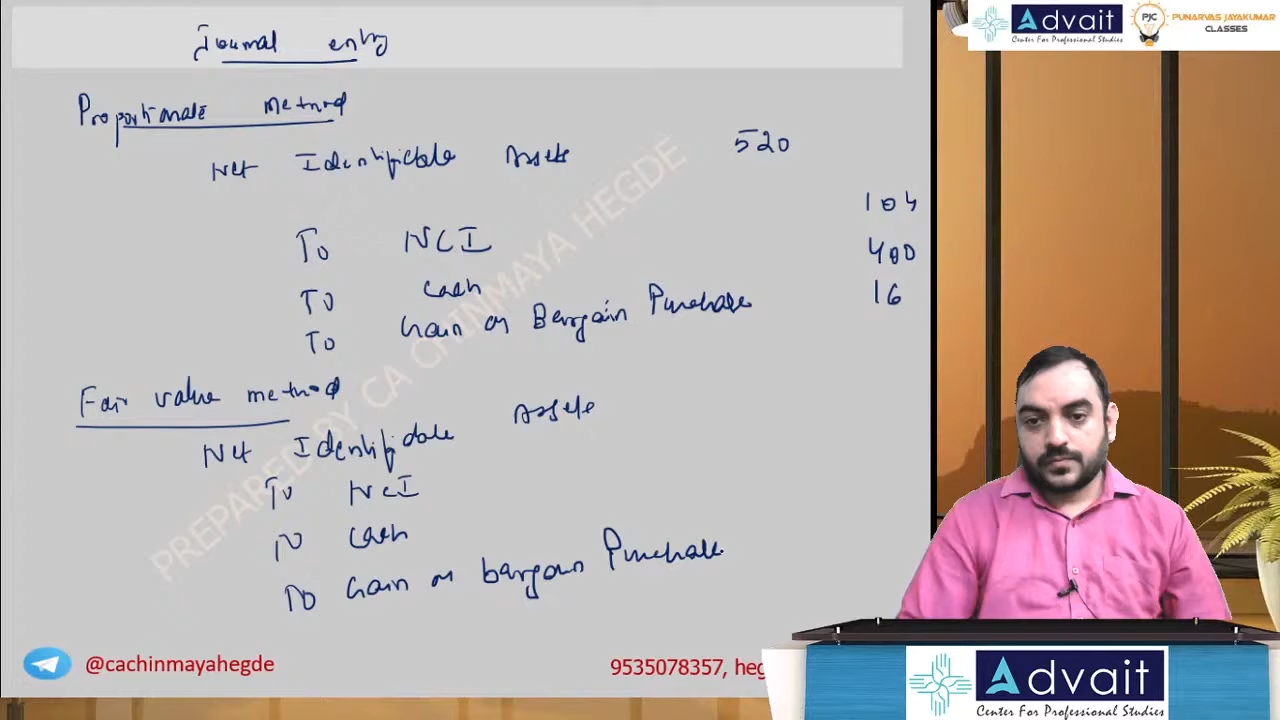 Journal entry
Proportionate method
Net Identifiable Assets 520
To NCI 104
To Cash 400
To Gain on Bargain Purchase 16
Fair value method
Net Identifiable Assets
To NCI
To Cash
To Gain on bargain Purchase
PREPARED BY CA CHINMAYA HEGDE
@cachinmayahegde
9535078357, heg
Advait
Center For Professional Studies
PJC PUNARVAS JAYAKUMAR
CLASSES
Advait
Center For Professional Studies